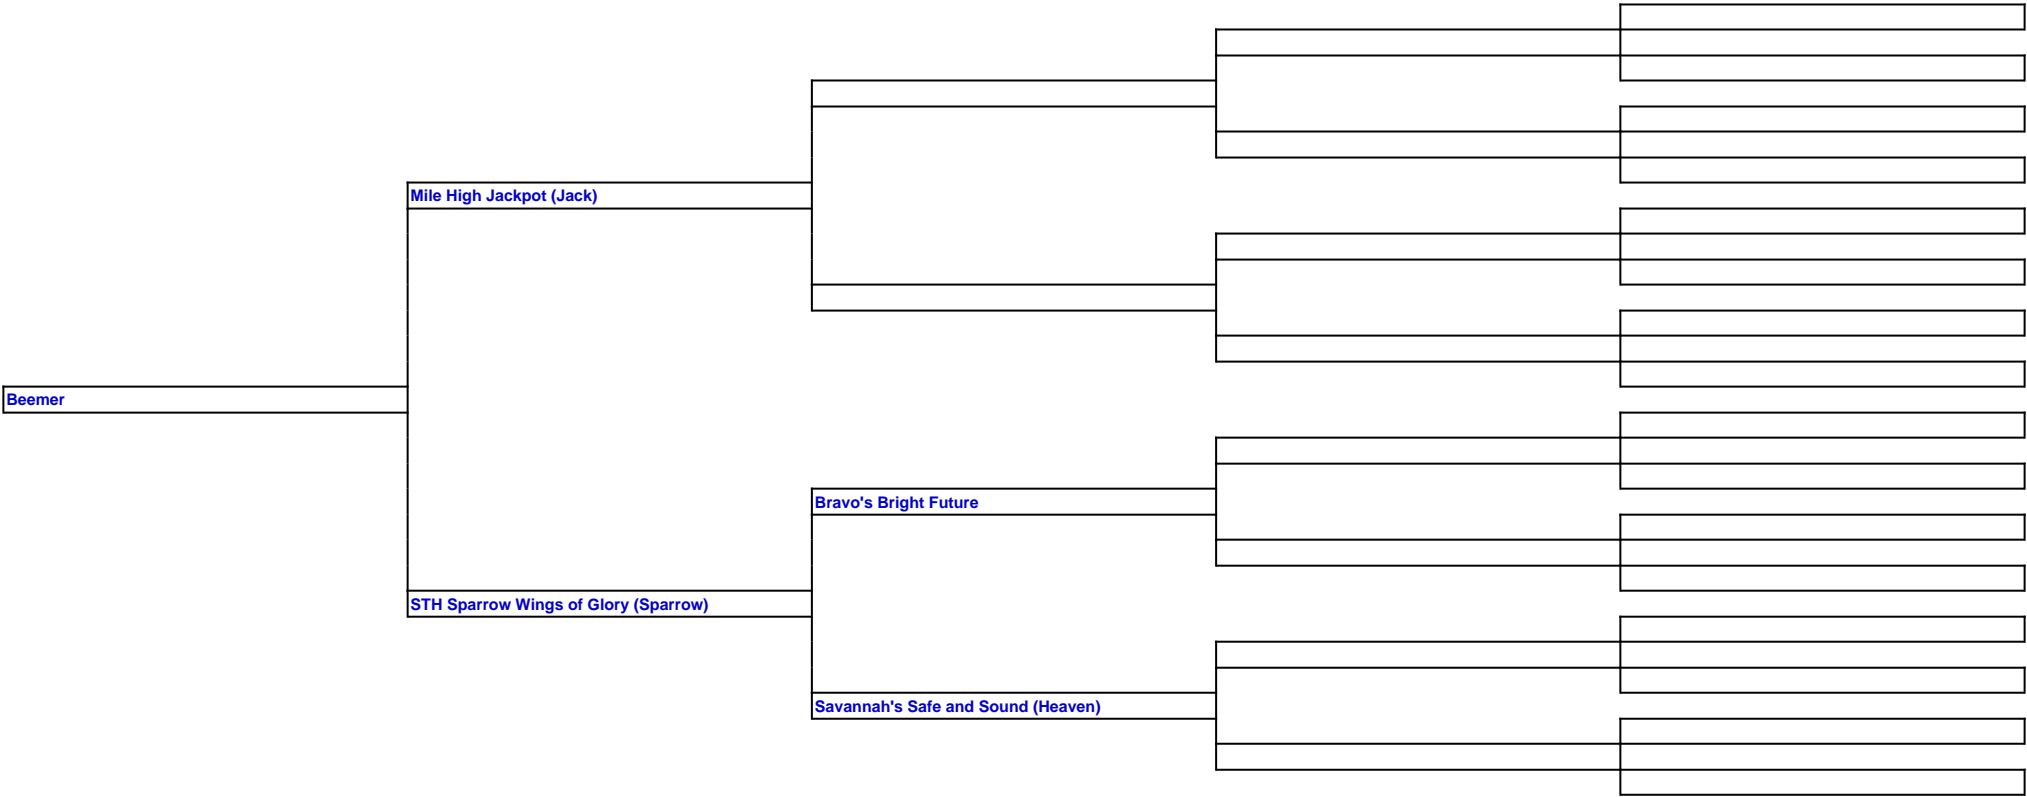 Mile High Jackpot (Jack)
Beemer
Bravo's Bright Future
STH Sparrow Wings of Glory (Sparrow)
Savannah's Safe and Sound (Heaven)